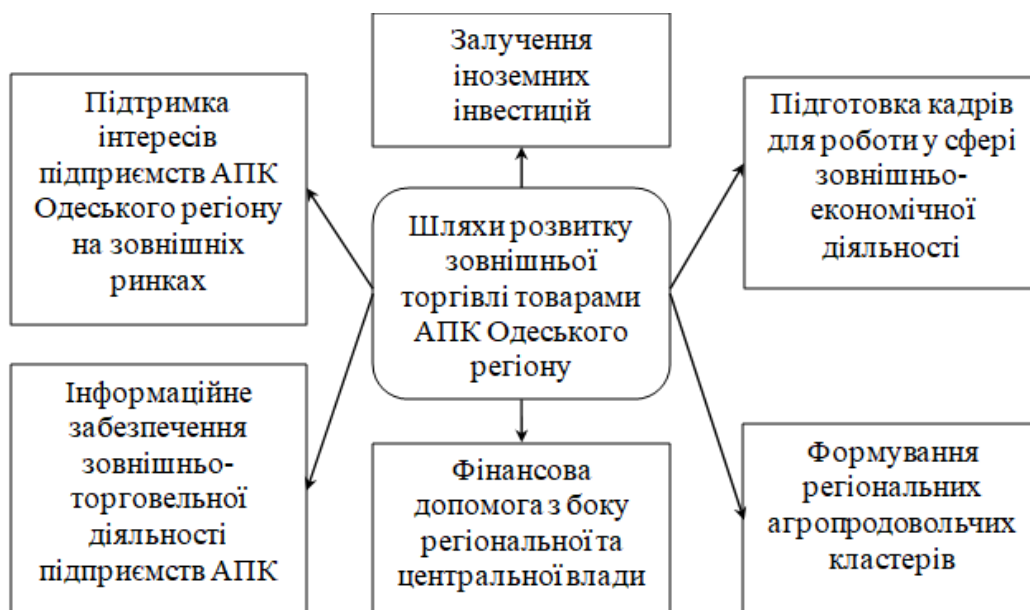 Залучення
іноземних
інвестицій
Підтримка
інтересів
підприємств АПК
Одеського регіону
на зовнішніх
ринках
Підготовка кадрів
для роботи у сфері
зовнішньо-
економічної
діяльності
Шляхи розвитку
зовнішньої
торгівлі товарами
АПК Одеського
регіону
Інформаційне
забезпечення
зовнішньо-
торговельної
діяльності
підприємств АПК
Фінансова
допомога з боку
регіональної та
центральної влади
Формування
регіональних
агропродовольчих
кластерів